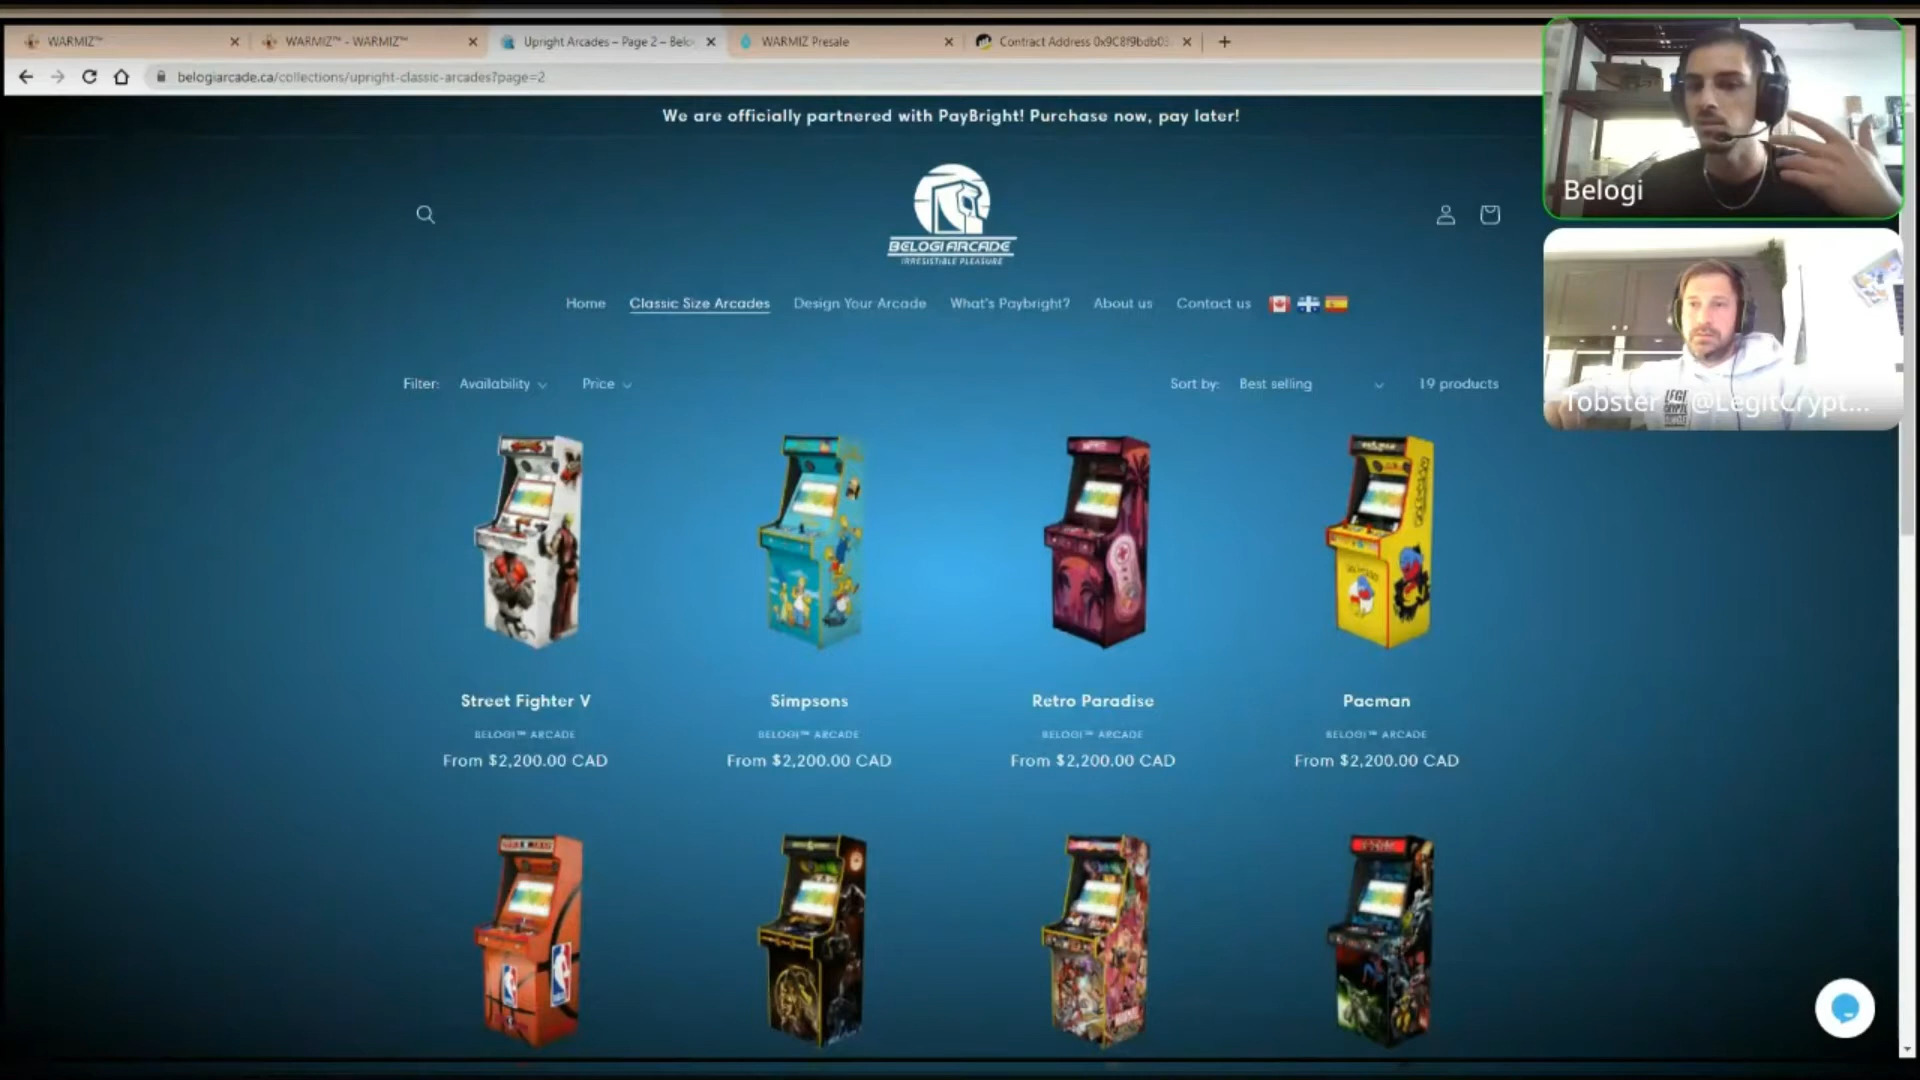 WARMIZ™
WARMIZ™ - WARMIZ™
Upright Arcades – Page 2 – Belo
WARMIZ Presale
Contract Address 0x9C8f9bdb03
belogiarcade.ca/collections/upright-classic-arcades?page=2
We are officially partnered with PayBright! Purchase now, pay later!
BELOGI ARCADE
IRRESISTIBLE PLEASURE
Home
Classic Size Arcades
Design Your Arcade
What's Paybright?
About us
Contact us
Filter:
Availability
Price
Sort by:
Best selling
19 products
Belogi
Tobster @LegitCrypt...
Street Fighter V
Simpsons
Retro Paradise
Pacman
BELOGI™ ARCADE
BELOGI™ ARCADE
BELOGI™ ARCADE
BELOGI™ ARCADE
From $2,200.00 CAD
From $2,200.00 CAD
From $2,200.00 CAD
From $2,200.00 CAD